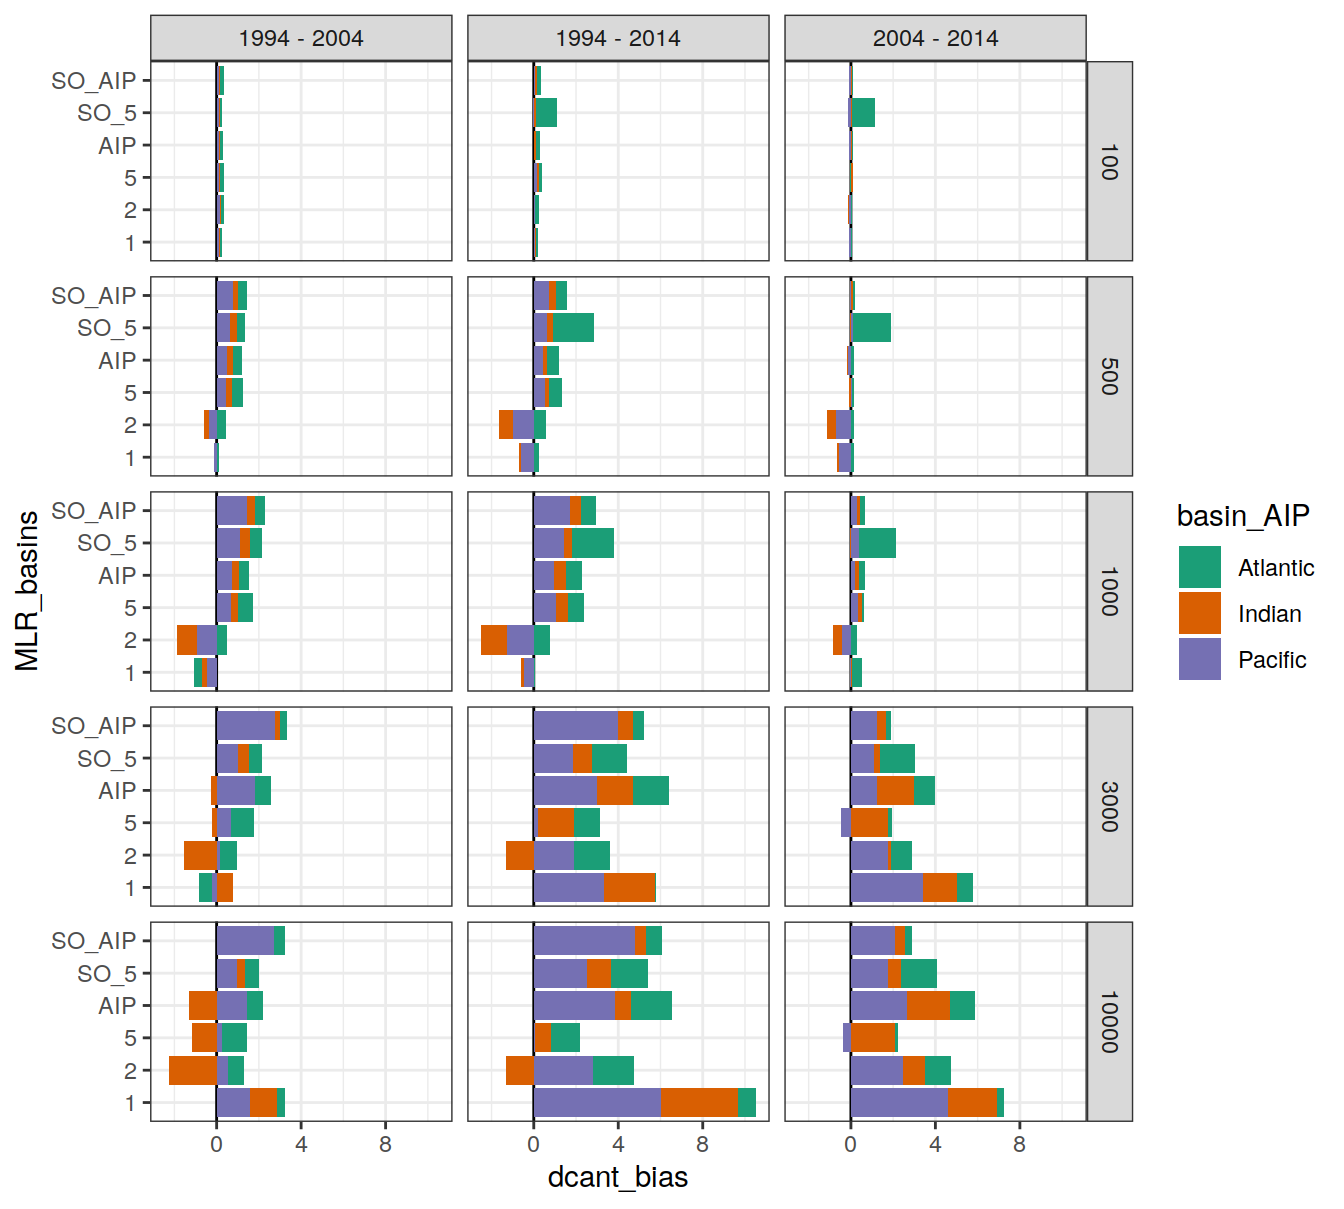 1994 - 2004
1994 - 2014
2004 - 2014
SO_AIP
SO_5
AIP
5
2
1
100
SO_AIP
SO_5
AIP
5
2
1
500
SO_AIP
SO_5
AIP
5
2
1
1000
SO_AIP
SO_5
AIP
5
2
1
3000
SO_AIP
SO_5
AIP
5
2
1
10000
0 4 8
0 4 8
0 4 8
dcant_bias
MLR_basins
basin_AIP
Atlantic
Indian
Pacific